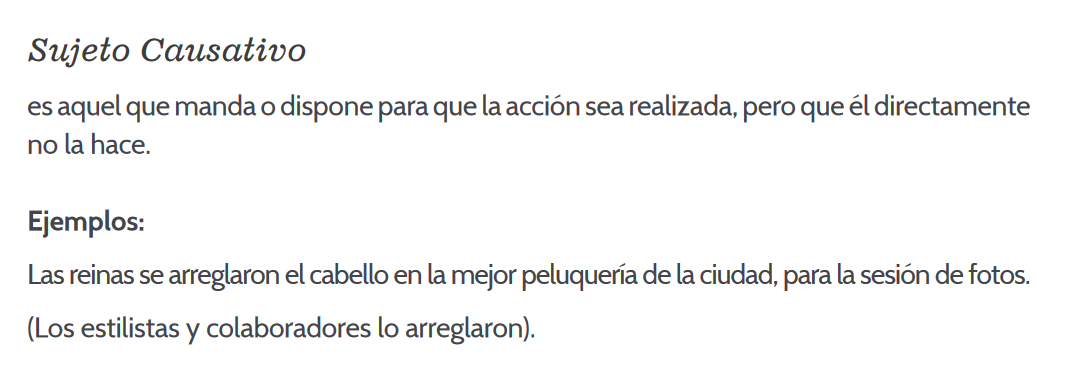 Sujeto Causativo
es aquel que manda o dispone para que la acción sea realizada, pero que él directamente
no la hace.
Ejemplos:
Las reinas se arreglaron el cabello en la mejor peluquería de la ciudad, para la sesión de fotos.
(Los estilistas y colaboradores lo arreglaron).